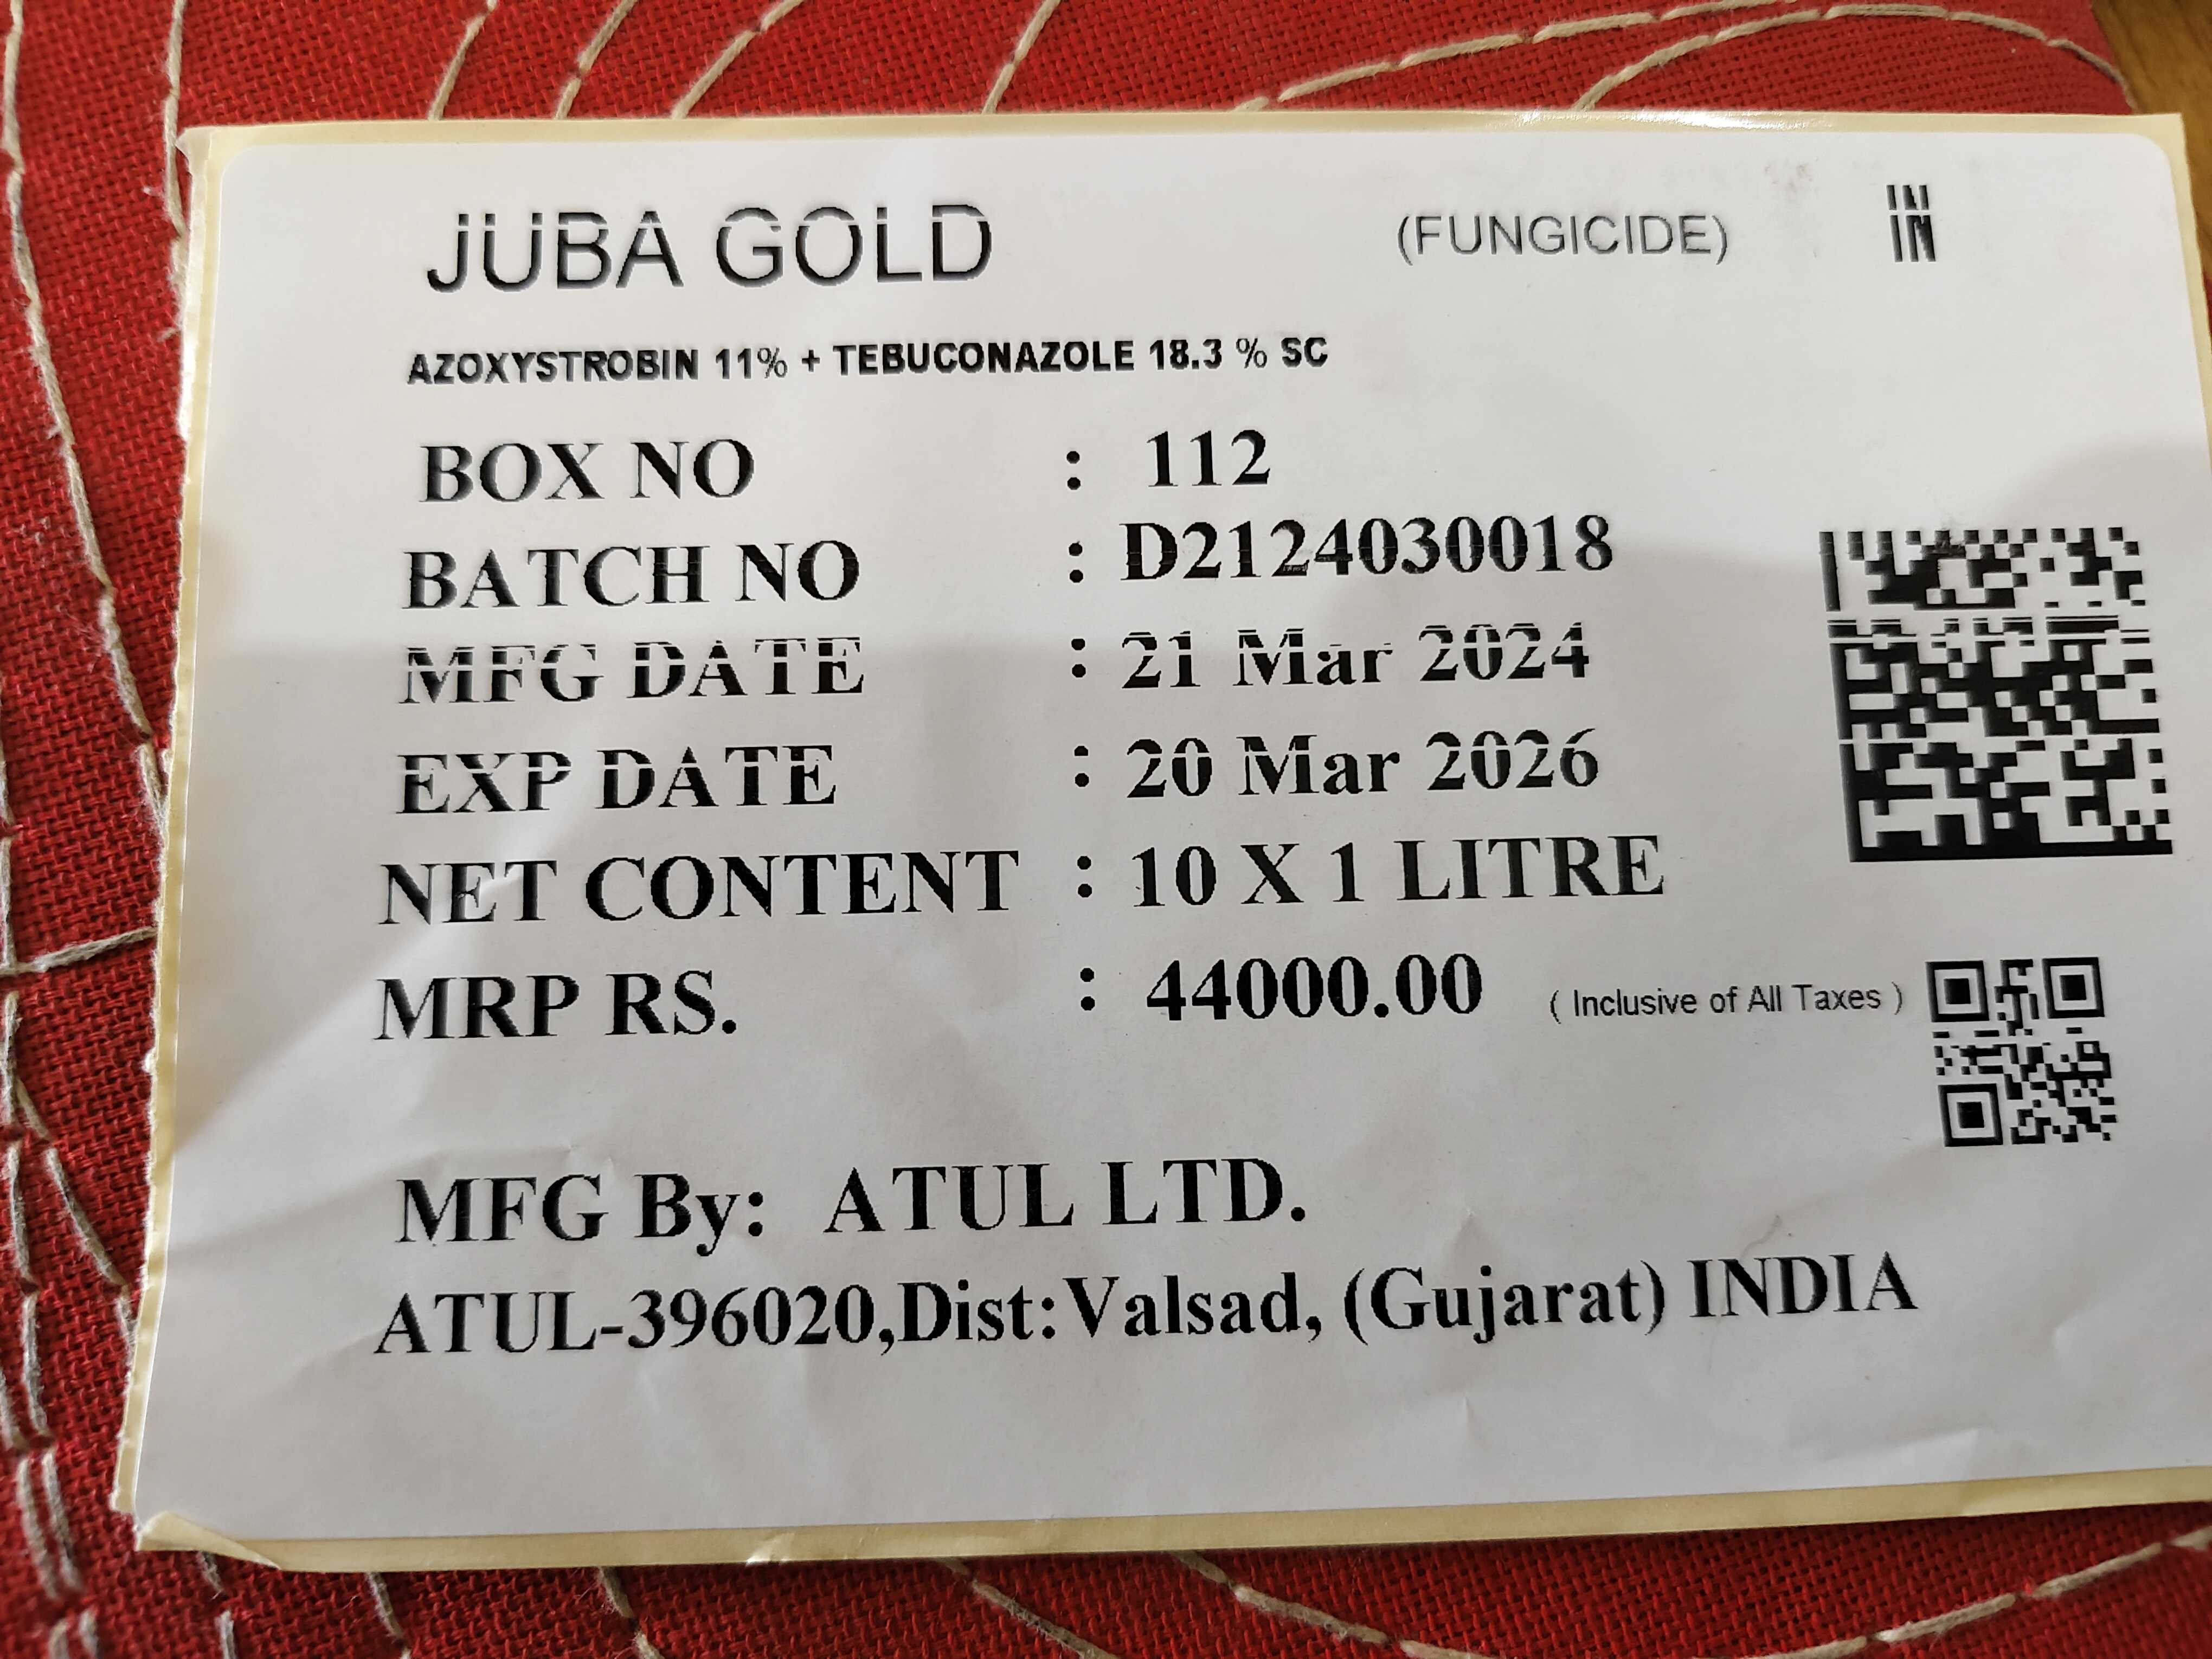 JUBA GOLD (FUNGICIDE) IN
AZOXYSTROBIN 11% + TEBUCONAZOLE 18.3 % SC
BOX NO : 112
BATCH NO : D2124030018
MFG DATE : 21 Mar 2024
EXP DATE : 20 Mar 2026
NET CONTENT : 10 X 1 LITRE
MRP RS. : 44000.00 ( Inclusive of All Taxes )
MFG By: ATUL LTD.
ATUL-396020,Dist:Valsad, (Gujarat) INDIA